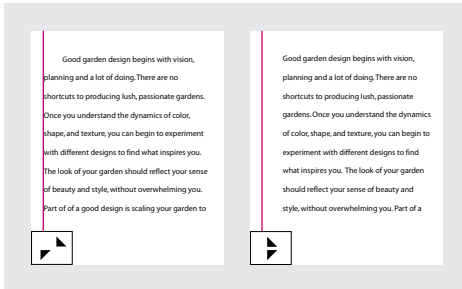 Good garden design begins with vision,
planning and a lot of doing. There are no
shortcuts to producing lush, passionate gardens.
Once you understand the dynamics of color,
shape, and texture, you can begin to experiment
with different designs to find what inspires you.
The look of your garden should reflect your sense
of beauty and style, without overwhelming you.
Part of of a good design is scaling your garden to
Good garden design begins with vision,
planning and a lot of doing. There are no
shortcuts to producing lush, passionate
gardens. Once you understand the dynamics
of color, shape, and texture, you can begin to
experiment with different designs to find
what inspires you. The look of your garden
should reflect your sense of beauty and
style, without overwhelming you. Part of a